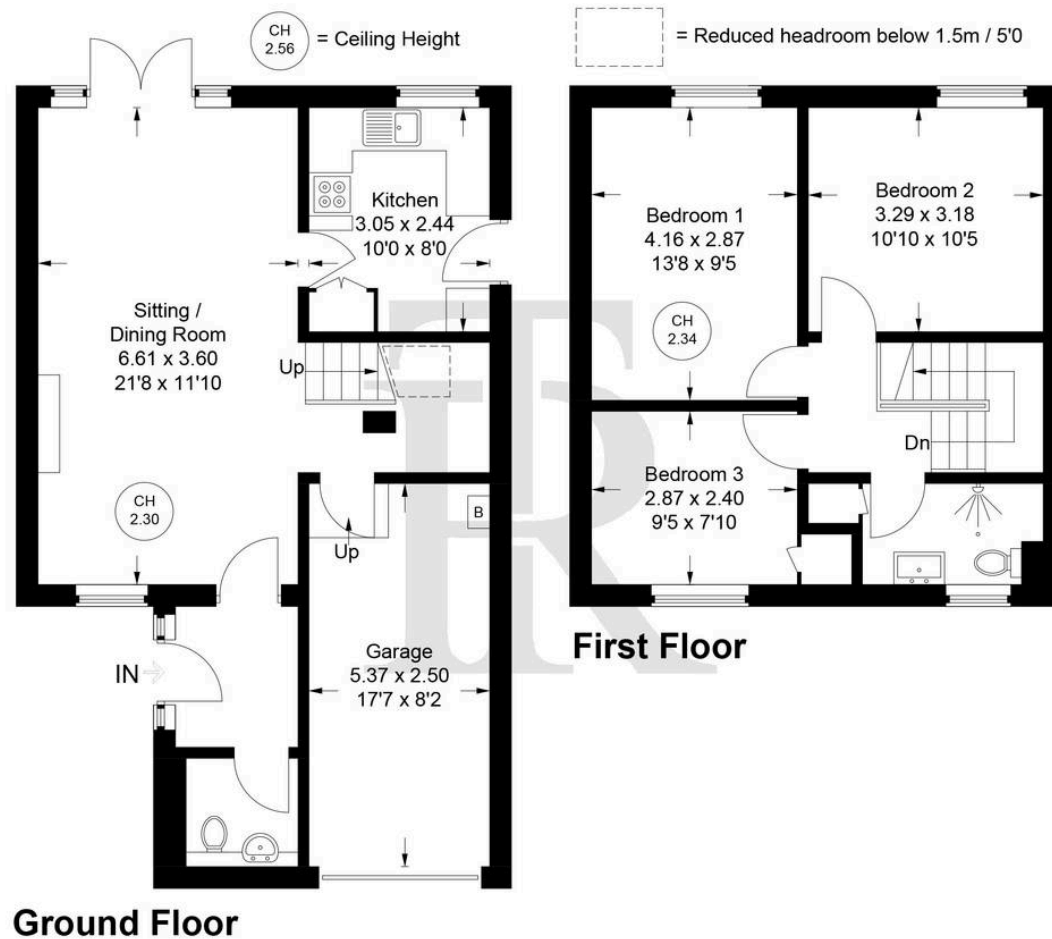 CH
2.56
= Ceiling Height
= Reduced headroom below 1.5m / 5'0
Kitchen
3.05 x 2.44
10'0 x 8'0
Sitting /
Dining Room
6.61 x 3.60
21'8 x 11'10
Up
CH
2.30
Up
B
IN
Garage
5.37 x 2.50
17'7 x 8'2
Ground Floor
Bedroom 1
4.16 x 2.87
13'8 x 9'5
CH
2.34
Bedroom 2
3.29 x 3.18
10'10 x 10'5
Dn
Bedroom 3
2.87 x 2.40
9'5 x 7'10
First Floor